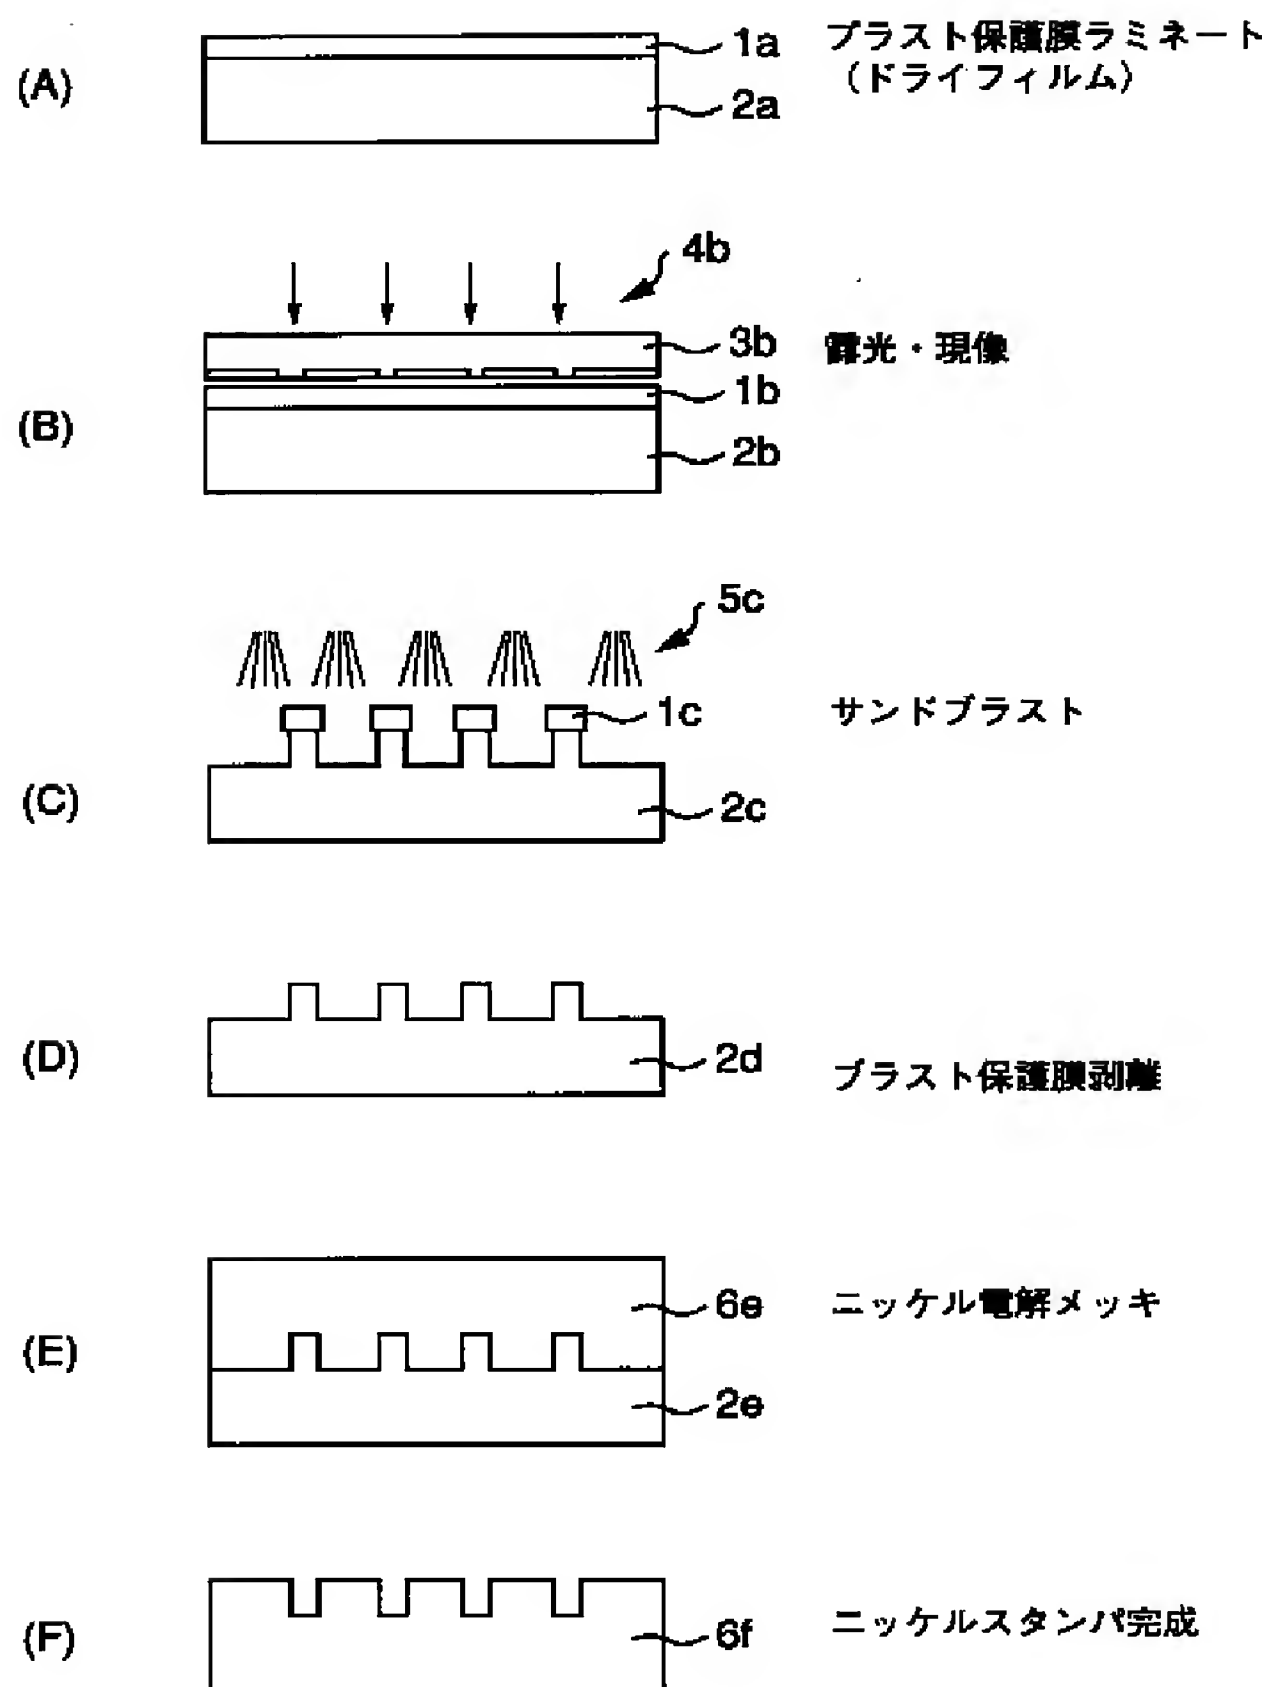 (A)
1a
2a
ブラスト保護膜ラミネート
(ドライフィルム)
(B)
4b
3b
1b
2b
露光・現像
(C)
5c
1c
2c
サンドブラスト
(D)
2d
ブラスト保護膜剥離
(E)
6e
2e
ニッケル電解メッキ
(F)
6f
ニッケルスタンパ完成